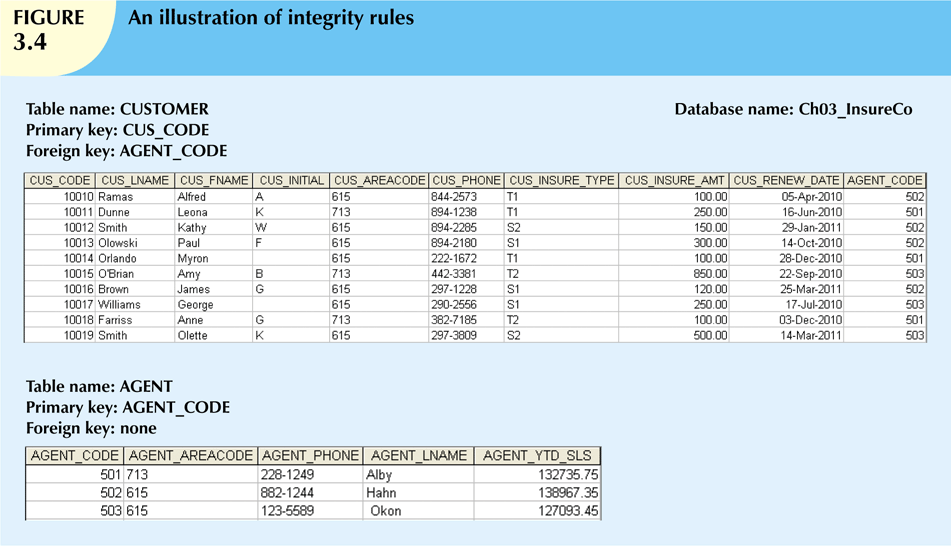 FIGURE 3.4
An illustration of integrity rules
Table name: CUSTOMER
Database name: Ch03_InsureCo
Primary key: CUS_CODE
Foreign key: AGENT_CODE
CUS_CODE CUS_LNAME CUS_FNAME CUS_INITIAL CUS_AREACODE CUS_PHONE CUS_INSURE_TYPE CUS_INSURE_AMT CUS_RENEW_DATE AGENT_CODE
10010 Ramas Alfred A 615 844-2573 T1 100.00 05-Apr-2010 502
10011 Dunne Leona K 713 894-1238 T1 250.00 16-Jun-2010 501
10012 Smith Kathy W 615 894-2285 S2 150.00 29-Jan-2011 502
10013 Olowski Paul F 615 894-2180 S1 300.00 14-Oct-2010 502
10014 Orlando Myron 615 222-1672 T1 100.00 28-Dec-2010 501
10015 O'Brian Amy B 713 442-3381 T2 850.00 22-Sep-2010 503
10016 Brown James G 615 297-1228 S1 120.00 25-Mar-2011 502
10017 Williams George 615 290-2556 S1 250.00 17-Jul-2010 503
10018 Farriss Anne G 713 382-7185 T2 100.00 03-Dec-2010 501
10019 Smith Olette K 615 297-3809 S2 500.00 14-Mar-2011 503
Table name: AGENT
Primary key: AGENT_CODE
Foreign key: none
AGENT_CODE AGENT_AREACODE AGENT_PHONE AGENT_LNAME AGENT_YTD_SLS
501 713 228-1249 Alby 132735.75
502 615 882-1244 Hahn 138967.35
503 615 123-5589 Okon 127093.45